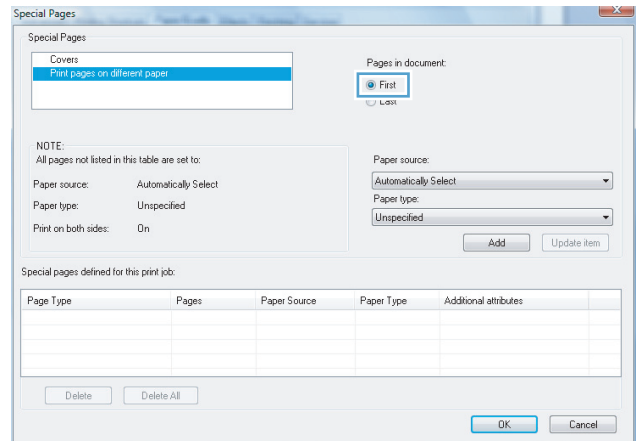 Special Pages
Special Pages
Covers
Print pages on different paper
Pages in document:
First
Last
NOTE:
All pages not listed in this table are set to:
Paper source: Automatically Select
Paper type: Unspecified
Print on both sides: On
Paper source:
Automatically Select
Paper type:
Unspecified
Add Update item
Special pages defined for this print job:
Page Type Pages Paper Source Paper Type Additional attributes
Delete Delete All
OK Cancel